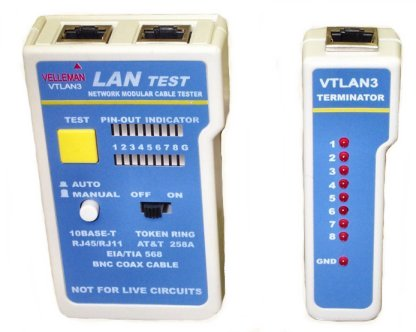 VELLEMAN
VTLAN3
LAN TEST
NETWORK MODULAR CABLE TESTER
TEST PIN-OUT INDICATOR
1 2 3 4 5 6 7 8 G
AUTO
MANUAL OFF ON
10BASE-T TOKEN RING
RJ45/RJ11 AT&T 258A
EIA/TIA 568
BNC COAX CABLE
NOT FOR LIVE CIRCUITS
VTLAN3
TERMINATOR
1
2
3
4
5
6
7
8
GND